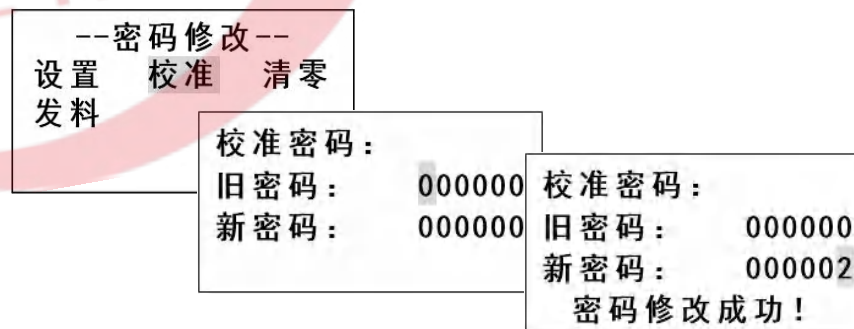 --密码修改--
设置 校准 清零
发料
校准密码：
旧密码： 000000
新密码： 000000
校准密码：
旧密码： 000000
新密码： 000002
密码修改成功！